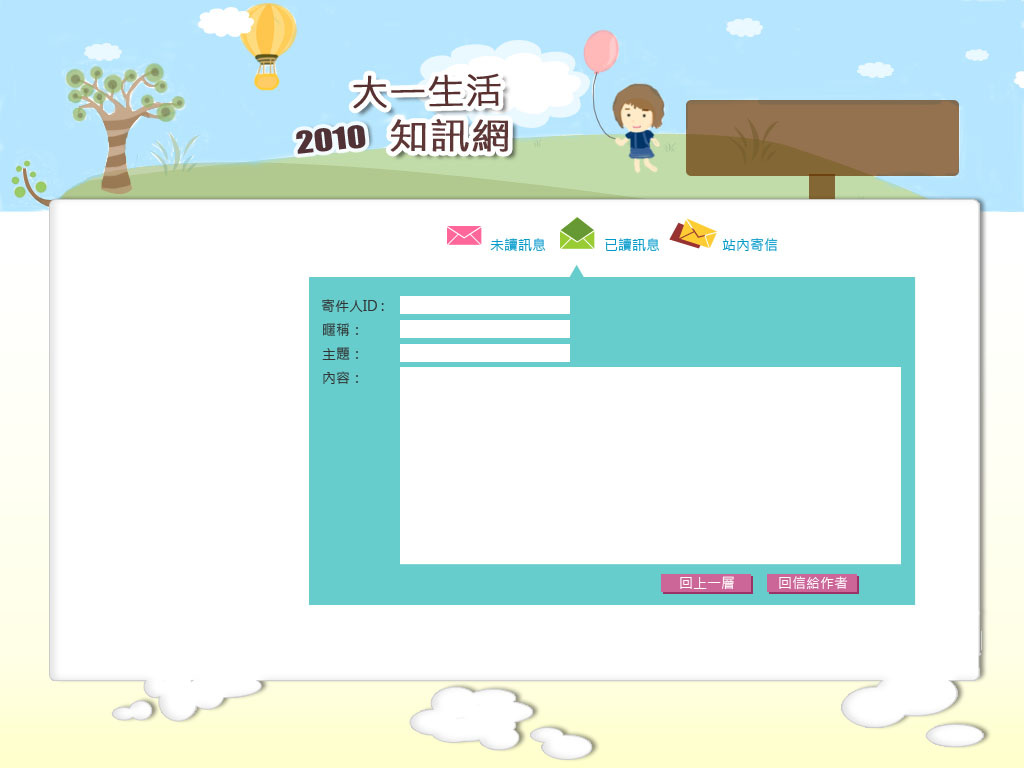 大一生活
2010 知訊網
未讀訊息 已讀訊息 站內寄信
寄件人ID：
暱稱：
主題：
內容：
回上一層 回信給作者